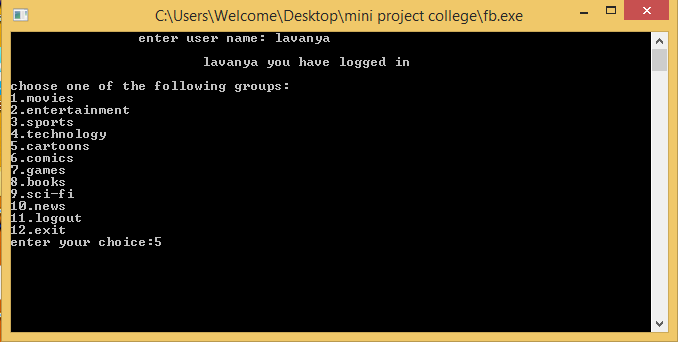 C:\Users\Welcome\Desktop\mini project college\fb.exe
enter user name: lavanya
lavanya you have logged in
choose one of the following groups:
1.movies
2.entertainment
3.sports
4.technology
5.cartoons
6.comics
7.games
8.books
9.sci-fi
10.news
11.logout
12.exit
enter your choice:5